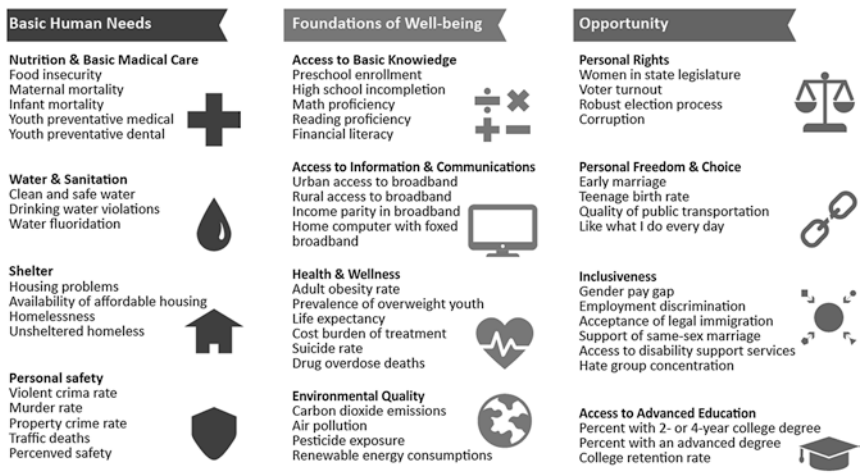 Basic Human Needs
Nutrition & Basic Madical Care
Food insecurity
Maternal mortality
Infant mortality
Youth preventative medical
Youth preventative dental
Water & Sanitation
Clean and safe water
Drinking water violations
Water fluoridation
Shelter
Housing problems
Availability of affordable housing
Homelessness
Unsheltered homeless
Personal safety
Violent crima rate
Murder rate
Property crime rate
Traffic deaths
Percenved safety
Foundations of Well-being
Access to Basic Knowledge
Preschool enrollment
High school incompletion
Math proficiency
Reading proficiency
Financial literacy
Access to Information & Communications
Urban access to broadband
Rural access to broadband
Income parity in broadband
Home computer with foxed
broadband
Health & Wellness
Adult obesity rate
Prevalence of overweight youth
Life expectancy
Cost burden of treatment
Suicide rate
Drug overdose deaths
Environmental Quality
Carbon dioxide emissions
Air pollution
Pesticide exposure
Renewable energy consumptions
Opportunity
Personal Rights
Women in state legislature
Voter turnout
Robust election process
Corruption
Personal Freedom & Choice
Early marriage
Teenage birth rate
Quality of public transportation
Like what I do every day
Inclusiveness
Gender pay gap
Employment discrimination
Acceptance of legal immigration
Support of same-sex marriage
Access to disability support services
Hate group concentration
Access to Advanced Education
Percent with 2- or 4-year college degree
Percent with an advanced degree
College retention rate